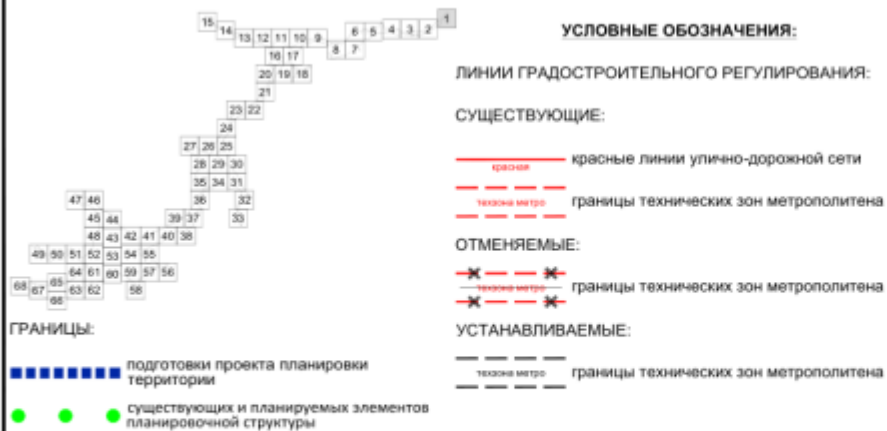 1
15 14 13 12 11 10 9 8 7 6 5 4 3 2
16 17
20 19 18
21
23 22
24
27 26 25
28 29 30
35 34 31
36 32
33
47 46
45 44 39 37
48 43 42 41 40 38
49 50 51 52 53 54 55
64 61 60 59 57 56
68 67 65 63 62 58
66
ГРАНИЦЫ:
подготовки проекта планировки
территории
существующих и планируемых элементов
планировочной структуры
УСЛОВНЫЕ ОБОЗНАЧЕНИЯ:
ЛИНИИ ГРАДОСТРОИТЕЛЬНОГО РЕГУЛИРОВАНИЯ:
СУЩЕСТВУЮЩИЕ:
красная красные линии улично-дорожной сети
техзона метро границы технических зон метрополитена
ОТМЕНЯЕМЫЕ:
техзона метро границы технических зон метрополитена
УСТАНАВЛИВАЕМЫЕ:
техзона метро границы технических зон метрополитена